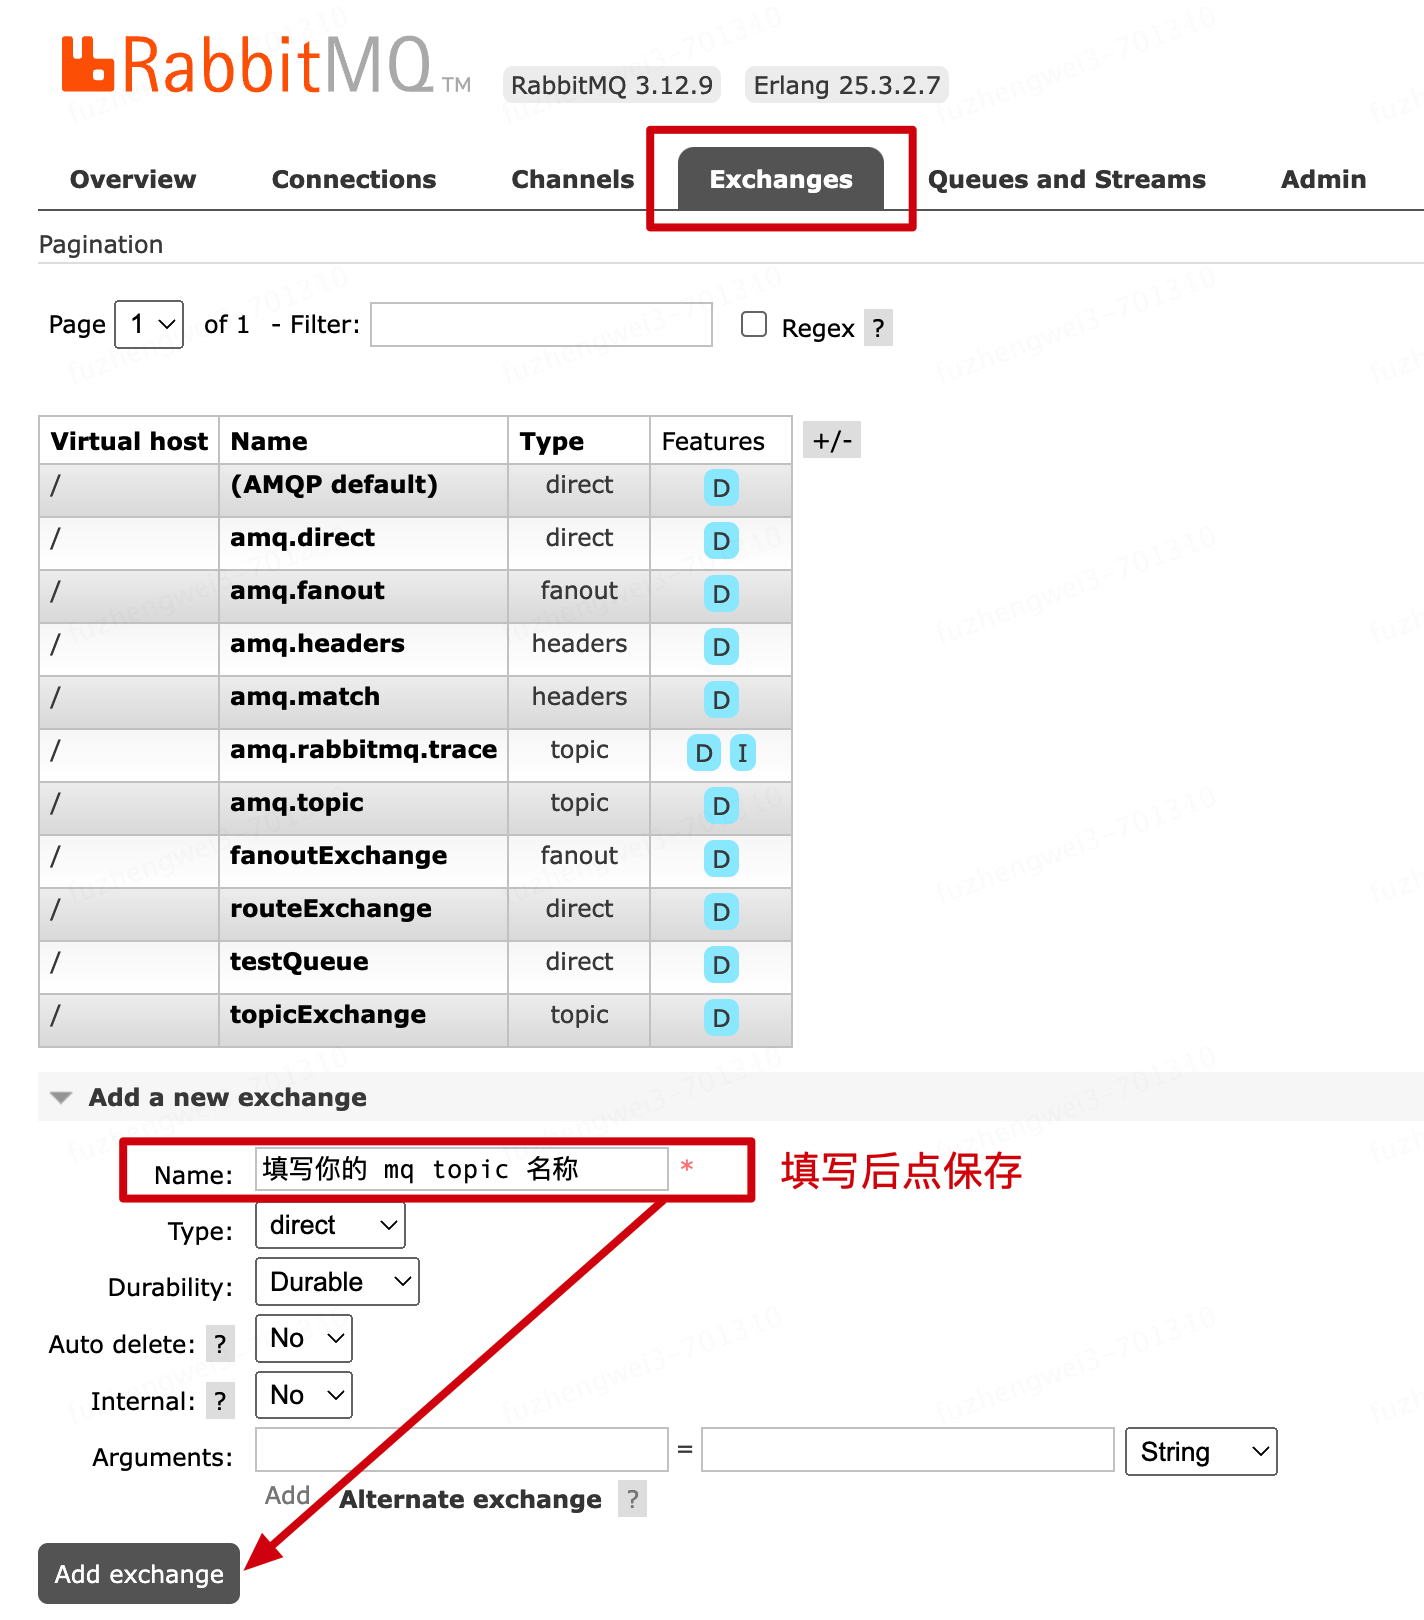 RabbitMQ TM RabbitMQ 3.12.9 Erlang 25.3.2.7
Overview Connections Channels Exchanges Queues and Streams Admin
Pagination
Page 1 of 1 - Filter: Regex ?
Virtual host Name Type Features +/-
/ (AMQP default) direct D
/ amq.direct direct D
/ amq.fanout fanout D
/ amq.headers headers D
/ amq.match headers D
/ amq.rabbitmq.trace topic D I
/ amq.topic topic D
/ fanoutExchange fanout D
/ routeExchange direct D
/ testQueue direct D
/ topicExchange topic D
Add a new exchange
Name: 填写你的 mq topic 名称 * 填写后点保存
Type: direct
Durability: Durable
Auto delete: ? No
Internal: ? No
Arguments: = String
Add Alternate exchange ?
Add exchange
fuzhengwei3-701310